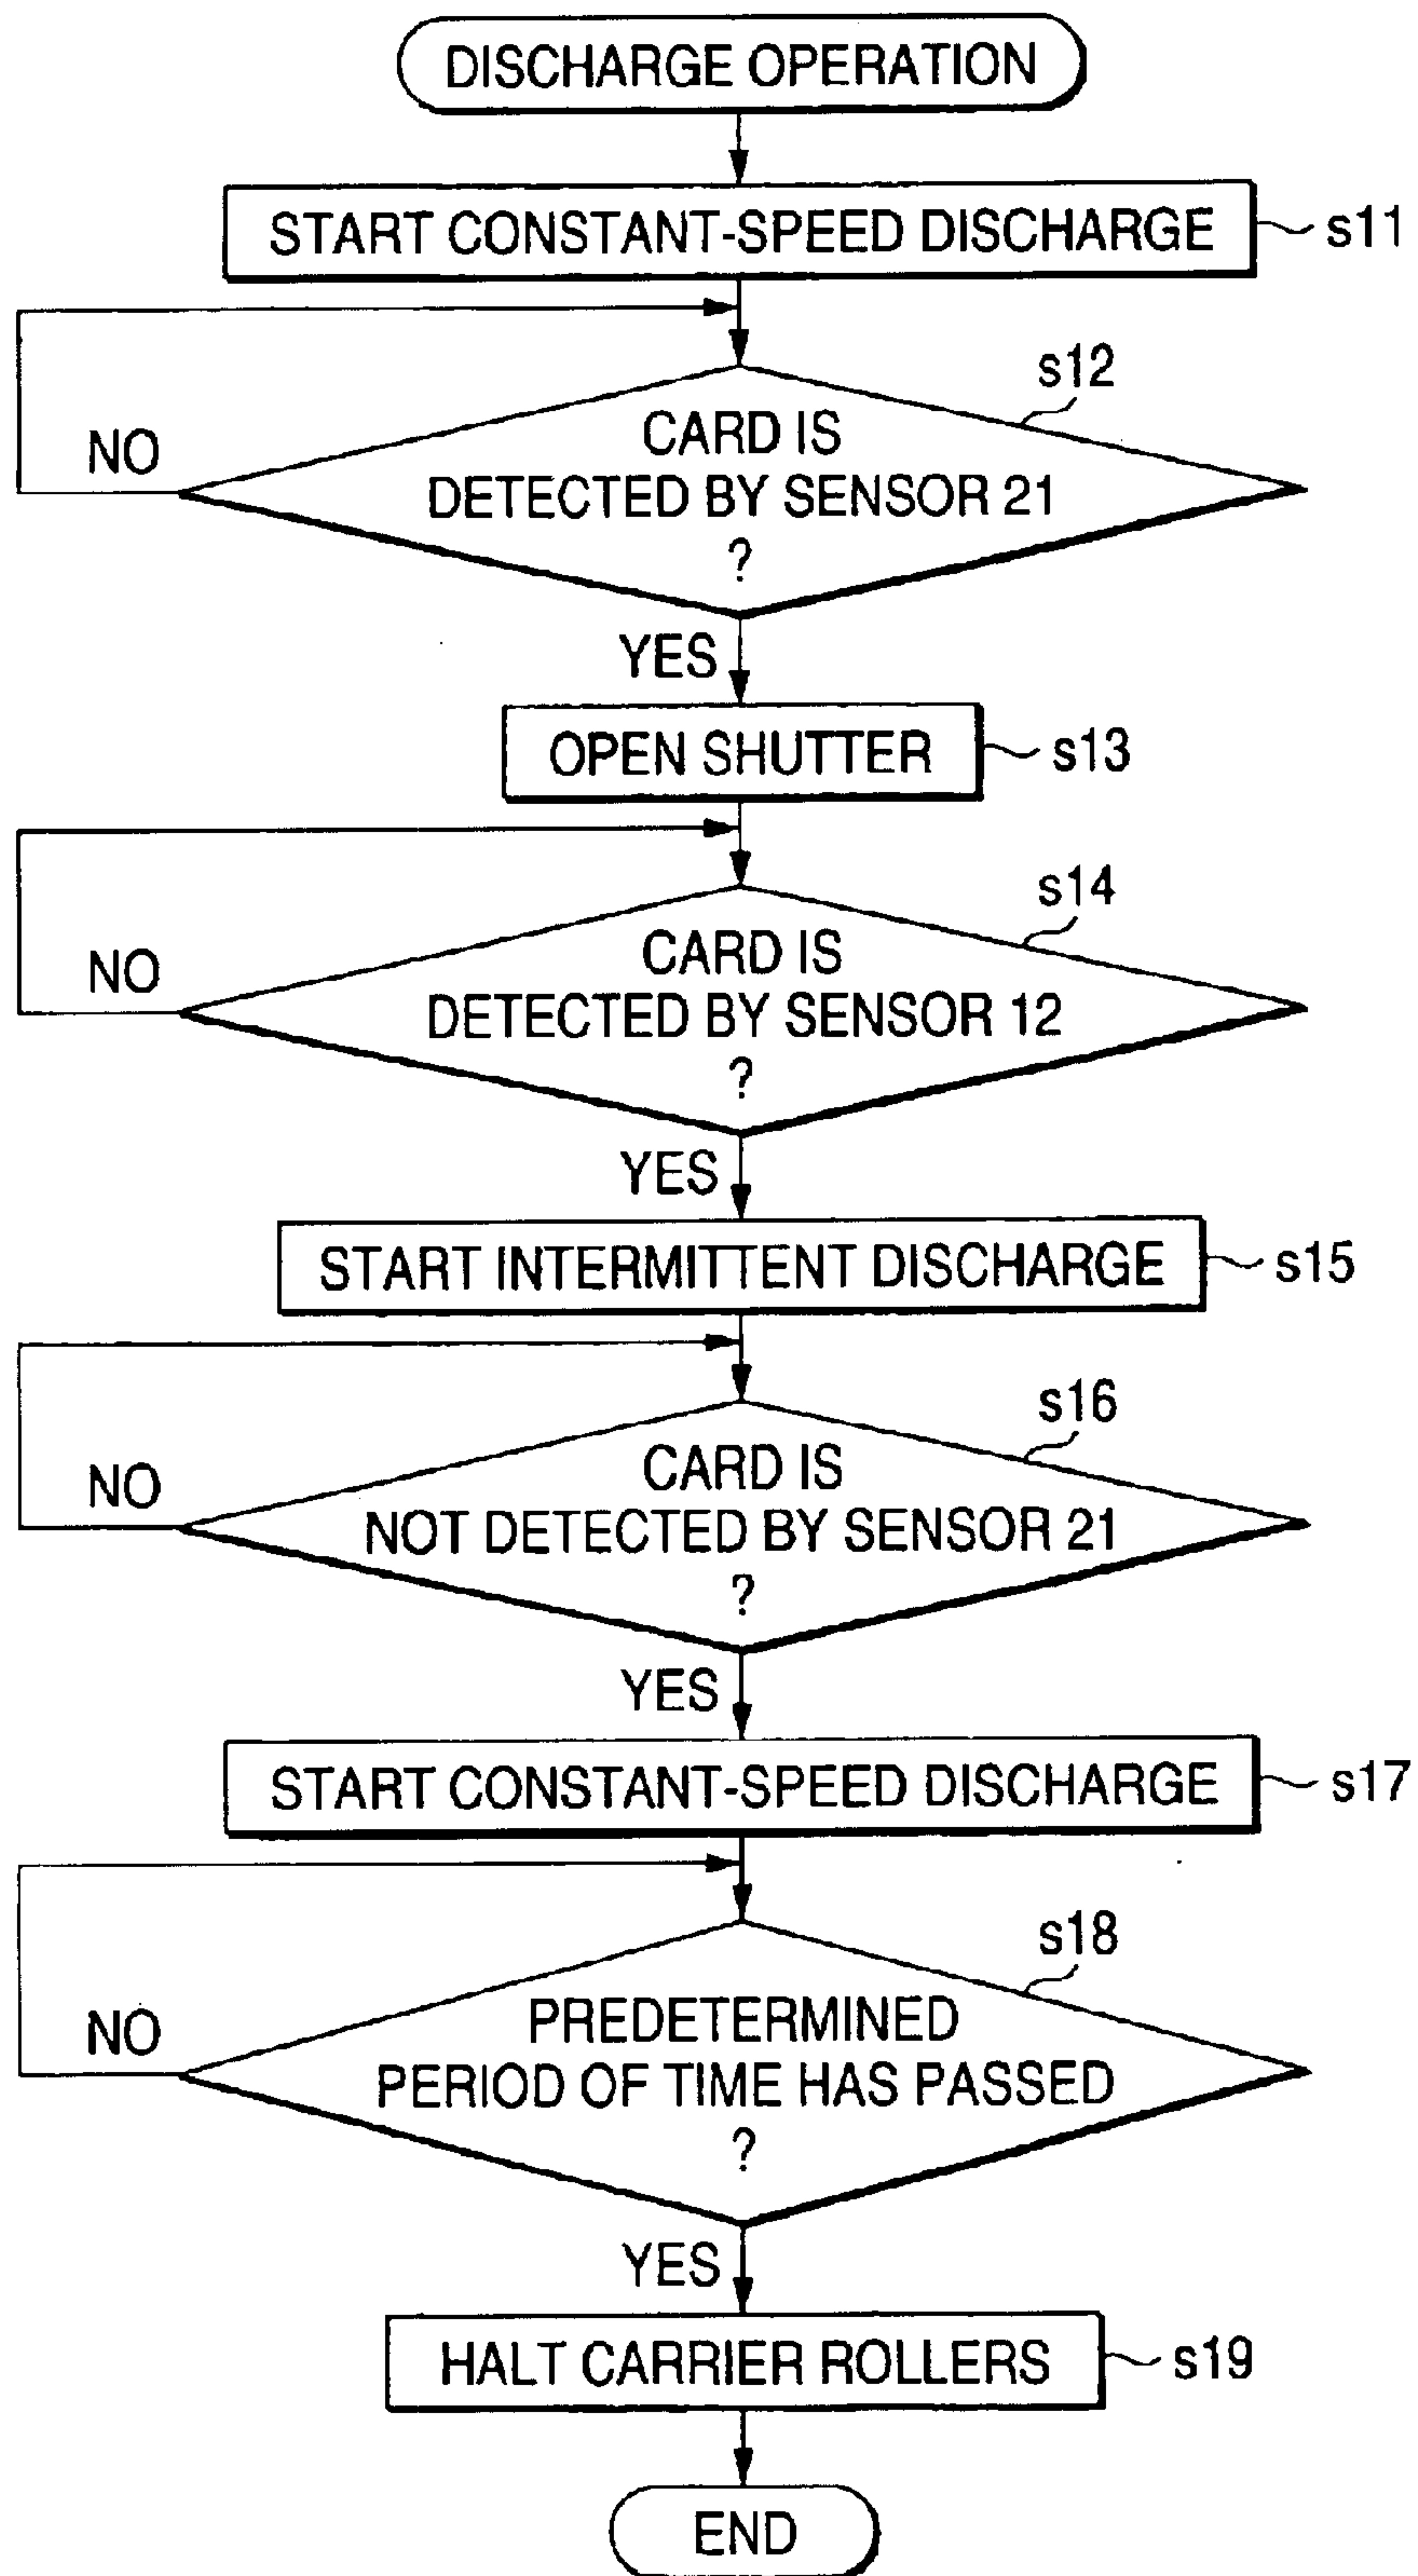 DISCHARGE OPERATION
START CONSTANT-SPEED DISCHARGE
s11
s12
CARD IS
DETECTED BY SENSOR 21
?
NO
YES
OPEN SHUTTER
s13
s14
CARD IS
DETECTED BY SENSOR 12
?
NO
YES
START INTERMITTENT DISCHARGE
s15
s16
CARD IS
NOT DETECTED BY SENSOR 21
?
NO
YES
START CONSTANT-SPEED DISCHARGE
s17
s18
PREDETERMINED
PERIOD OF TIME HAS PASSED
?
NO
YES
HALT CARRIER ROLLERS
s19
END